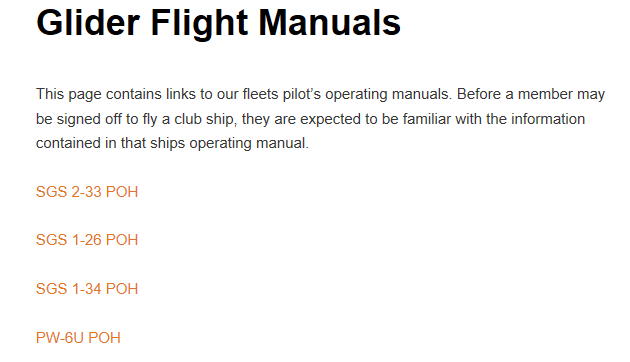 Glider Flight Manuals
This page contains links to our fleets pilot’s operating manuals. Before a member may
be signed off to fly a club ship, they are expected to be familiar with the information
contained in that ships operating manual.
SGS 2-33 POH
SGS 1-26 POH
SGS 1-34 POH
PW-6U POH